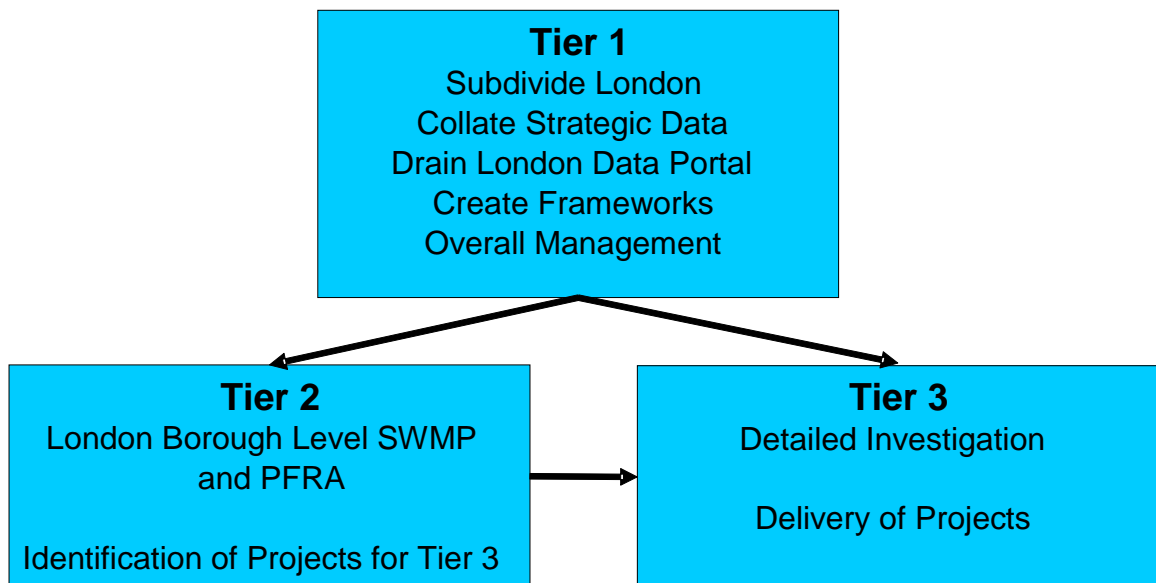 Tier 1
Subdivide London
Collate Strategic Data
Drain London Data Portal
Create Frameworks
Overall Management
Tier 2
London Borough Level SWMP
and PFRA
Identification of Projects for Tier 3
Tier 3
Detailed Investigation
Delivery of Projects